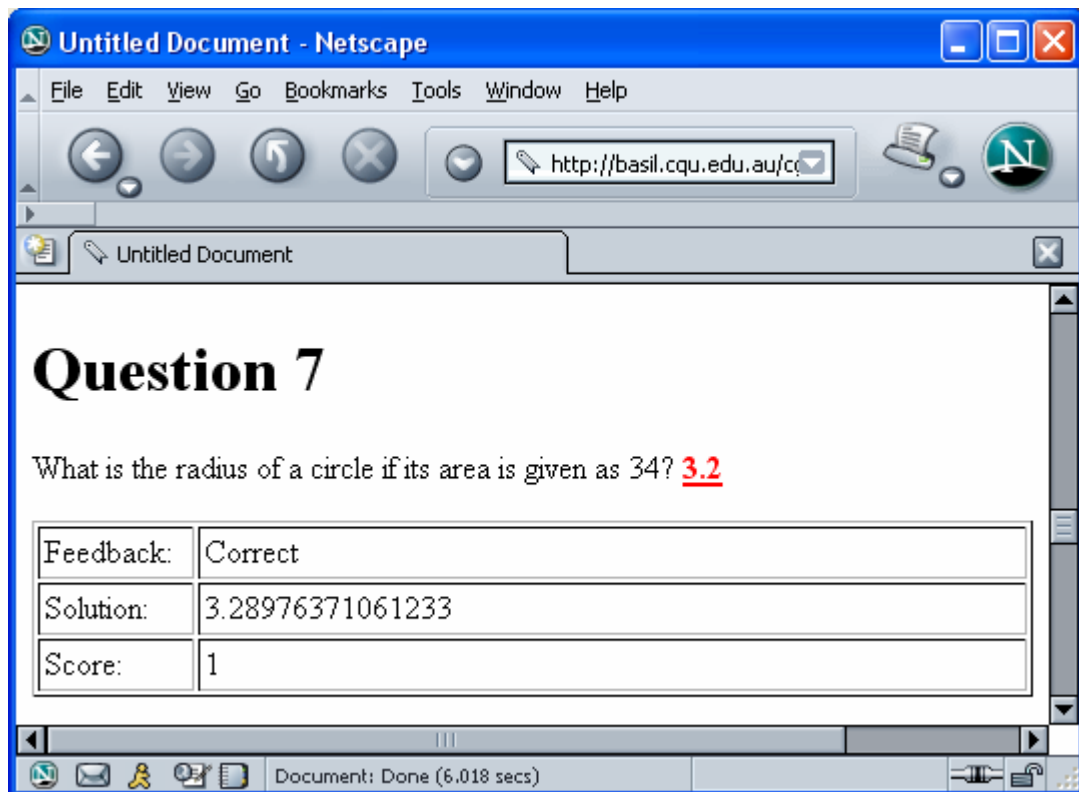 Untitled Document - Netscape
File Edit View Go Bookmarks Tools Window Help
http://basil.cqu.edu.au/cg
N
Untitled Document
Question 7
What is the radius of a circle if its area is given as 34? 3.2
Feedback: Correct
Solution: 3.28976371061233
Score: 1
Document: Done (6.018 secs)